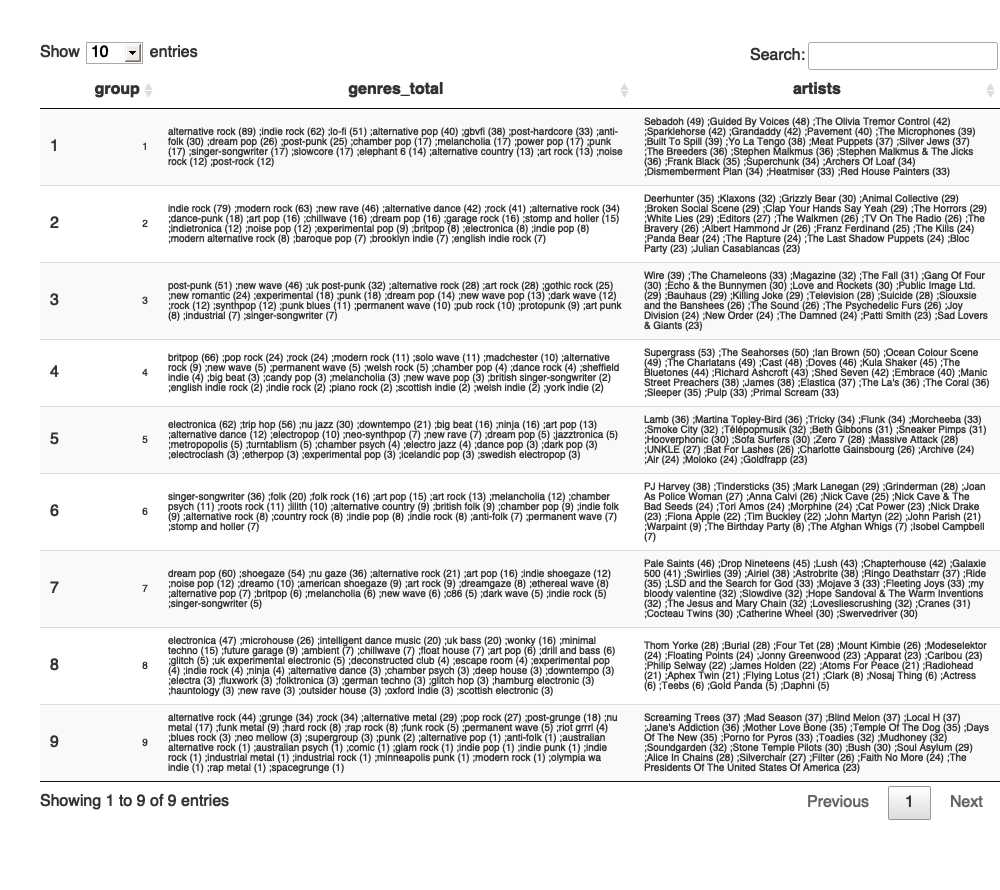 Show 10 entries
Search:
group genres_total artists
1 1
alternative rock (89) ;indie rock (62) ;lo-fi (51) ;alternative pop (40) ;gbvfi (38) ;post-hardcore (33) ;anti-
folk (30) ;dream pop (26) ;post-punk (25) ;chamber pop (17) ;melancholia (17) ;power pop (17) ;punk
(17) ;singer-songwriter (17) ;slowcore (17) ;elephant 6 (14) ;alternative country (13) ;art rock (13) ;noise
rock (12) ;post-rock (12)
Sebadoh (49) ;Guided By Voices (48) ;The Olivia Tremor Control (42)
;Sparklehorse (42) ;Grandaddy (42) ;Pavement (40) ;The Microphones (39)
;Built To Spill (39) ;Yo La Tengo (38) ;Meat Puppets (37) ;Silver Jews (37)
;The Breeders (36) ;Stephen Malkmus (36) ;Stephen Malkmus & The Jicks
(36) ;Frank Black (35) ;Superchunk (34) ;Archers Of Loaf (34)
;Dismemberment Plan (34) ;Heatmiser (33) ;Red House Painters (33)
2 2
indie rock (79) ;modern rock (63) ;new rave (46) ;alternative dance (42) ;rock (41) ;alternative rock (34)
;dance-punk (18) ;art pop (16) ;chillwave (16) ;dream pop (16) ;garage rock (16) ;stomp and holler (15)
;indietronica (12) ;noise pop (12) ;experimental pop (9) ;britpop (8) ;electronica (8) ;indie pop (8)
;modern alternative rock (8) ;baroque pop (7) ;brooklyn indie (7) ;english indie rock (7)
Deerhunter (35) ;Klaxons (32) ;Grizzly Bear (30) ;Animal Collective (29)
;Broken Social Scene (29) ;Clap Your Hands Say Yeah (29) ;The Horrors (29)
;White Lies (29) ;Editors (27) ;The Walkmen (26) ;TV On The Radio (26) ;The
Bravery (26) ;Albert Hammond Jr (26) ;Franz Ferdinand (25) ;The Kills (24)
;Panda Bear (24) ;The Rapture (24) ;The Last Shadow Puppets (24) ;Bloc
Party (23) ;Julian Casablancas (23)
3 3
post-punk (51) ;new wave (46) ;uk post-punk (32) ;alternative rock (28) ;art rock (28) ;gothic rock (25)
;new romantic (24) ;experimental (18) ;punk (18) ;dream pop (14) ;new wave pop (13) ;dark wave (12)
;rock (12) ;synthpop (12) ;punk blues (11) ;permanent wave (10) ;pub rock (10) ;protopunk (9) ;art punk
(8) ;industrial (7) ;singer-songwriter (7)
Wire (39) ;The Chameleons (33) ;Magazine (32) ;The Fall (31) ;Gang Of Four
(30) ;Echo & the Bunnymen (30) ;Love and Rockets (30) ;Public Image Ltd.
(29) ;Bauhaus (29) ;Killing Joke (29) ;Television (28) ;Suicide (28) ;Siouxsie
and the Banshees (26) ;The Sound (26) ;The Psychedelic Furs (26) ;Joy
Division (24) ;New Order (24) ;The Damned (24) ;Patti Smith (23) ;Sad Lovers
& Giants (23)
4 4
britpop (66) ;pop rock (24) ;rock (24) ;modern rock (11) ;solo wave (11) ;madchester (10) ;alternative
rock (9) ;new wave (5) ;permanent wave (5) ;welsh rock (5) ;chamber pop (4) ;dance rock (4) ;sheffield
indie (4) ;big beat (3) ;candy pop (3) ;melancholia (3) ;new wave pop (3) ;british singer-songwriter (2)
;english indie rock (2) ;indie rock (2) ;piano rock (2) ;scottish indie (2) ;welsh indie (2) ;york indie (2)
Supergrass (53) ;The Seahorses (50) ;Ian Brown (50) ;Ocean Colour Scene
(49) ;The Charlatans (49) ;Cast (48) ;Doves (46) ;Kula Shaker (45) ;The
Bluetones (44) ;Richard Ashcroft (43) ;Shed Seven (42) ;Embrace (40) ;Manic
Street Preachers (38) ;James (38) ;Elastica (37) ;The La's (36) ;The Coral (36)
;Sleeper (35) ;Pulp (33) ;Primal Scream (33)
5 5
electronica (62) ;trip hop (56) ;nu jazz (30) ;downtempo (21) ;big beat (16) ;ninja (16) ;art pop (13)
;alternative dance (12) ;electropop (10) ;neo-synthpop (7) ;new rave (7) ;dream pop (5) ;jazztronica (5)
;metropopolis (5) ;turntablism (5) ;chamber psych (4) ;electro jazz (4) ;dance pop (3) ;dark pop (3)
;electroclash (3) ;etherpop (3) ;experimental pop (3) ;icelandic pop (3) ;swedish electropop (3)
Lamb (36) ;Martina Topley-Bird (36) ;Tricky (34) ;Flunk (34) ;Morcheeba (33)
;Smoke City (32) ;Télépopmusik (32) ;Beth Gibbons (31) ;Sneaker Pimps (31)
;Hooverphonic (30) ;Sofa Surfers (30) ;Zero 7 (28) ;Massive Attack (28)
;UNKLE (27) ;Bat For Lashes (26) ;Charlotte Gainsbourg (26) ;Archive (24)
;Air (24) ;Moloko (24) ;Goldfrapp (23)
6 6
singer-songwriter (36) ;folk (20) ;folk rock (16) ;art pop (15) ;art rock (13) ;melancholia (12) ;chamber
psych (11) ;roots rock (11) ;lilith (10) ;alternative country (9) ;british folk (9) ;chamber pop (9) ;indie folk
(9) ;alternative rock (8) ;country rock (8) ;indie pop (8) ;indie rock (8) ;anti-folk (7) ;permanent wave (7)
;stomp and holler (7)
PJ Harvey (38) ;Tindersticks (35) ;Mark Lanegan (29) ;Grinderman (28) ;Joan
As Police Woman (27) ;Anna Calvi (26) ;Nick Cave (25) ;Nick Cave & The
Bad Seeds (24) ;Tori Amos (24) ;Morphine (24) ;Cat Power (23) ;Nick Drake
(23) ;Fiona Apple (22) ;Tim Buckley (22) ;John Martyn (22) ;John Parish (21)
;Warpaint (9) ;The Birthday Party (8) ;The Afghan Whigs (7) ;Isobel Campbell
(7)
7 7
dream pop (60) ;shoegaze (54) ;nu gaze (36) ;alternative rock (21) ;art pop (16) ;indie shoegaze (12)
;noise pop (12) ;dreamo (10) ;american shoegaze (9) ;art rock (9) ;dreamgaze (8) ;ethereal wave (8)
;alternative pop (7) ;britpop (6) ;melancholia (6) ;new wave (6) ;c86 (5) ;dark wave (5) ;indie rock (5)
;singer-songwriter (5)
Pale Saints (46) ;Drop Nineteens (45) ;Lush (43) ;Chapterhouse (42) ;Galaxie
500 (41) ;Swirlies (39) ;Airiel (38) ;Astrobrite (38) ;Ringo Deathstarr (37) ;Ride
(35) ;LSD and the Search for God (33) ;Mojave 3 (33) ;Fleeting Joys (33) ;my
bloody valentine (32) ;Slowdive (32) ;Hope Sandoval & The Warm Inventions
(32) ;The Jesus and Mary Chain (32) ;Lovesliescrushing (32) ;Cranes (31)
;Cocteau Twins (30) ;Catherine Wheel (30) ;Swervedriver (30)
8 8
electronica (47) ;microhouse (26) ;intelligent dance music (20) ;uk bass (20) ;wonky (16) ;minimal
techno (15) ;future garage (9) ;ambient (7) ;chillwave (7) ;float house (7) ;art pop (6) ;drill and bass (6)
;glitch (5) ;uk experimental electronic (5) ;deconstructed club (4) ;escape room (4) ;experimental pop
(4) ;indie rock (4) ;ninja (4) ;alternative dance (3) ;chamber psych (3) ;deep house (3) ;downtempo (3)
;electra (3) ;fluxwork (3) ;folktronica (3) ;german techno (3) ;glitch hop (3) ;hamburg electronic (3)
;hauntology (3) ;new rave (3) ;outsider house (3) ;oxford indie (3) ;scottish electronic (3)
Thom Yorke (28) ;Burial (28) ;Four Tet (28) ;Mount Kimbie (26) ;Modeselektor
(24) ;Floating Points (24) ;Jonny Greenwood (23) ;Apparat (23) ;Caribou (23)
;Philip Selway (22) ;James Holden (22) ;Atoms For Peace (21) ;Radiohead
(21) ;Aphex Twin (21) ;Flying Lotus (21) ;Clark (8) ;Nosaj Thing (6) ;Actress
(6) ;Teebs (6) ;Gold Panda (5) ;Daphni (5)
9 9
alternative rock (44) ;grunge (34) ;rock (34) ;alternative metal (29) ;pop rock (27) ;post-grunge (18) ;nu
metal (17) ;funk metal (9) ;hard rock (8) ;rap rock (8) ;funk rock (5) ;permanent wave (5) ;riot grrrl (4)
;blues rock (3) ;neo mellow (3) ;supergroup (3) ;punk (2) ;alternative pop (1) ;anti-folk (1) ;australian
alternative rock (1) ;australian psych (1) ;comic (1) ;glam rock (1) ;indie pop (1) ;indie punk (1) ;indie
rock (1) ;industrial metal (1) ;industrial rock (1) ;minneapolis punk (1) ;modern rock (1) ;olympia wa
indie (1) ;rap metal (1) ;spacegrunge (1)
Screaming Trees (37) ;Mad Season (37) ;Blind Melon (37) ;Local H (37)
;Jane's Addiction (36) ;Mother Love Bone (35) ;Temple Of The Dog (35) ;Days
Of The New (35) ;Porno for Pyros (33) ;Toadies (32) ;Mudhoney (32)
;Soundgarden (32) ;Stone Temple Pilots (30) ;Bush (30) ;Soul Asylum (29)
;Alice In Chains (28) ;Silverchair (27) ;Filter (26) ;Faith No More (24) ;The
Presidents Of The United States Of America (23)
Showing 1 to 9 of 9 entries
Previous 1 Next